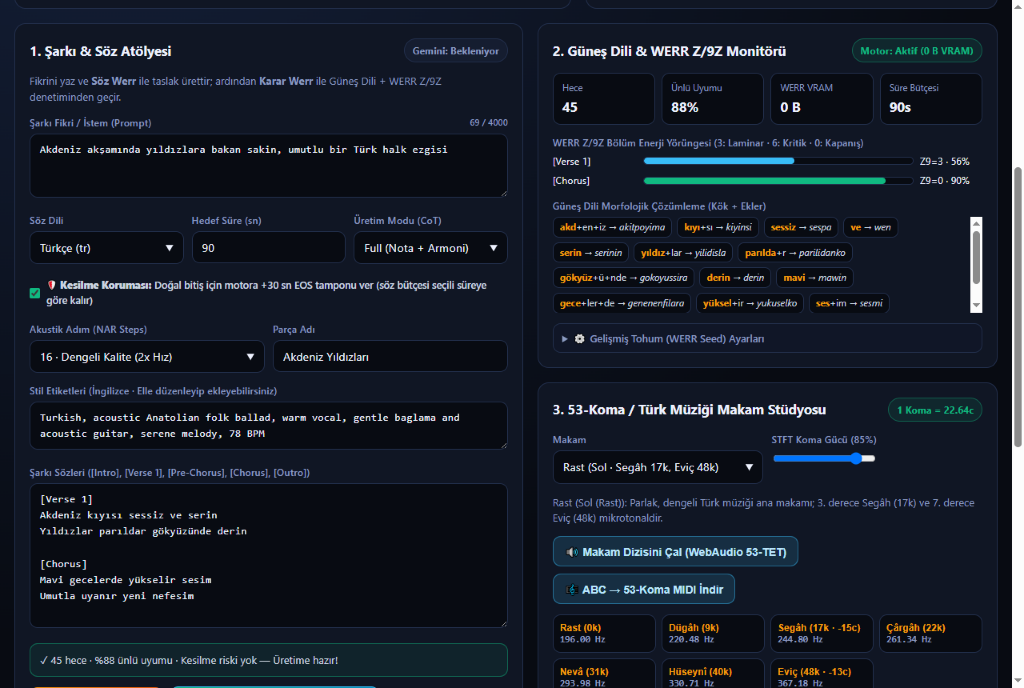 1. Şarkı & Söz Atölyesi
Gemini: Bekleniyor
Fikrini yaz ve Söz Werr ile taslak ürettir; ardından Karar Werr ile Güneş Dili + WERR Z/9Z
denetiminden geçir.
Şarkı Fikri / İstem (Prompt)
69 / 4000
Akdeniz akşamında yıldızlara bakan sakin, umutlu bir Türk halk ezgisi
Söz Dili
Hedef Süre (sn)
Üretim Modu (CoT)
Türkçe (tr)
90
Full (Nota + Armoni)
Kesilme Koruması: Doğal bitiş için motora +30 sn EOS tamponu ver (söz bütçesi seçili süreye
göre kalır)
Akustik Adım (NAR Steps)
Parça Adı
16 · Dengeli Kalite (2x Hız)
Akdeniz Yıldızları
Stil Etiketleri (İngilizce · Elle düzenleyip ekleyebilirsiniz)
Turkish, acoustic Anatolian folk ballad, warm vocal, gentle baglama and
acoustic guitar, serene melody, 78 BPM
Şarkı Sözleri ([Intro], [Verse 1], [Pre-Chorus], [Chorus], [Outro])
[Verse 1]
Akdeniz kıyısı sessiz ve serin
Yıldızlar parıldar gökyüzünde derin
[Chorus]
Mavi gecelerde yükselir sesim
Umutla uyanır yeni nefesim
✓ 45 hece · %88 ünlü uyumu · Kesilme riski yok — Üretime hazır!
2. Güneş Dili & WERR Z/9Z Monitörü
Motor: Aktif (0 B VRAM)
Hece
Ünlü Uyumu
WERR VRAM
Süre Bütçesi
45
88%
0 B
90s
WERR Z/9Z Bölüm Enerji Yörüngesi (3: Laminar · 6: Kritik · 0: Kapanış)
[Verse 1]
Z9=3 · 56%
[Chorus]
Z9=0 · 90%
Güneş Dili Morfolojik Çözümleme (Kök + Ekler)
akd+en+iz → akitpoyima
kıyı+sı → kiyinsi
sessiz → sespa
ve → wen
serin → serinin
yıldız+lar → yilidisla
parılda+r → parilidanko
gökyüz+ü+nde → gokoyussira
derin → derin
mavi → mawin
gece+ler+de → genenenfilara
yüksel+ir → yukuselko
ses+im → sesmi
Gelişmiş Tohum (WERR Seed) Ayarları
3. 53-Koma / Türk Müziği Makam Stüdyosu
1 Koma = 22.64c
Makam
STFT Koma Gücü (85%)
Rast (Sol · Segâh 17k, Eviç 48k)
Rast (Sol (Rast)): Parlak, dengeli Türk müziği ana makamı; 3. derece Segâh (17k) ve 7. derece
Eviç (48k) mikrotonaldir.
Makam Dizisini Çal (WebAudio 53-TET)
ABC → 53-Koma MIDI İndir
Rast (0k)
196.00 Hz
Dügâh (9k)
220.48 Hz
Segâh (17k · -15c)
244.80 Hz
Çârgâh (22k)
261.34 Hz
Nevâ (31k)
293.98 Hz
Hüseynî (40k)
330.71 Hz
Eviç (48k · -13c)
367.18 Hz